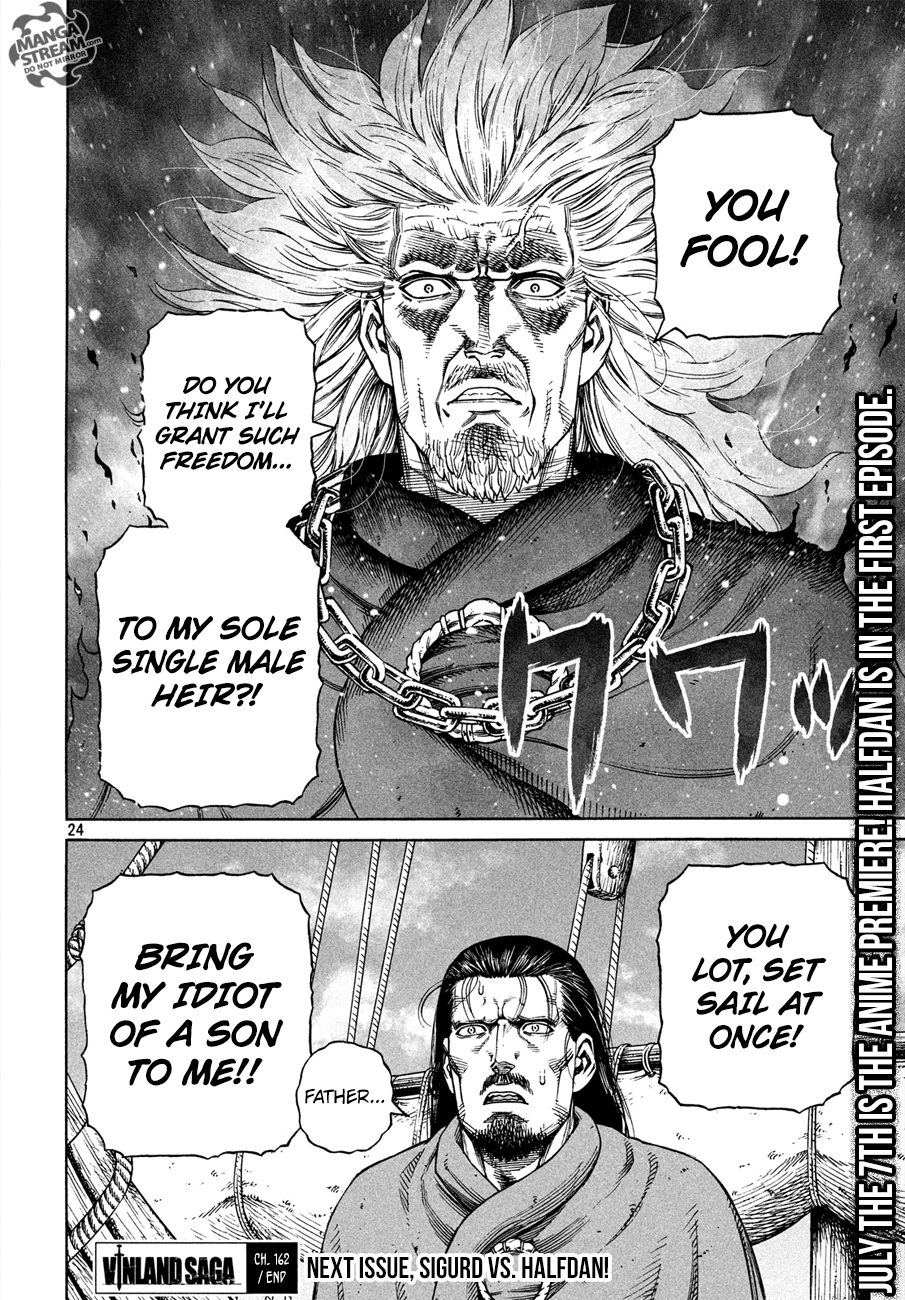 MANGA
STREAM.com
DO NOT MIRROR
YOU
FOOL!
DO YOU
THINK I'LL
GRANT SUCH
FREEDOM...
TO MY SOLE
SINGLE MALE
HEIR?!
クワッ
24
YOU
LOT, SET
SAIL AT
ONCE!
BRING
MY IDIOT
OF A SON
TO ME!!
FATHER...
JULY THE 7TH IS THE ANIME PREMIERE! HALFDAN IS IN THE FIRST EPISODE.
VINLAND SAGA
CH. 162
/ END
NEXT ISSUE, SIGURD VS. HALFDAN!